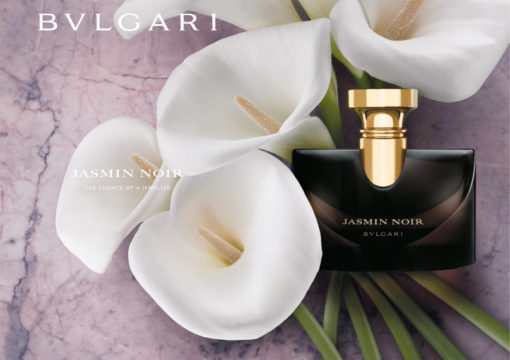 BVLGARI
JASMIN NOIR
THE ESSENCE OF A JEWELLER
JASMIN NOIR
BVLGARI